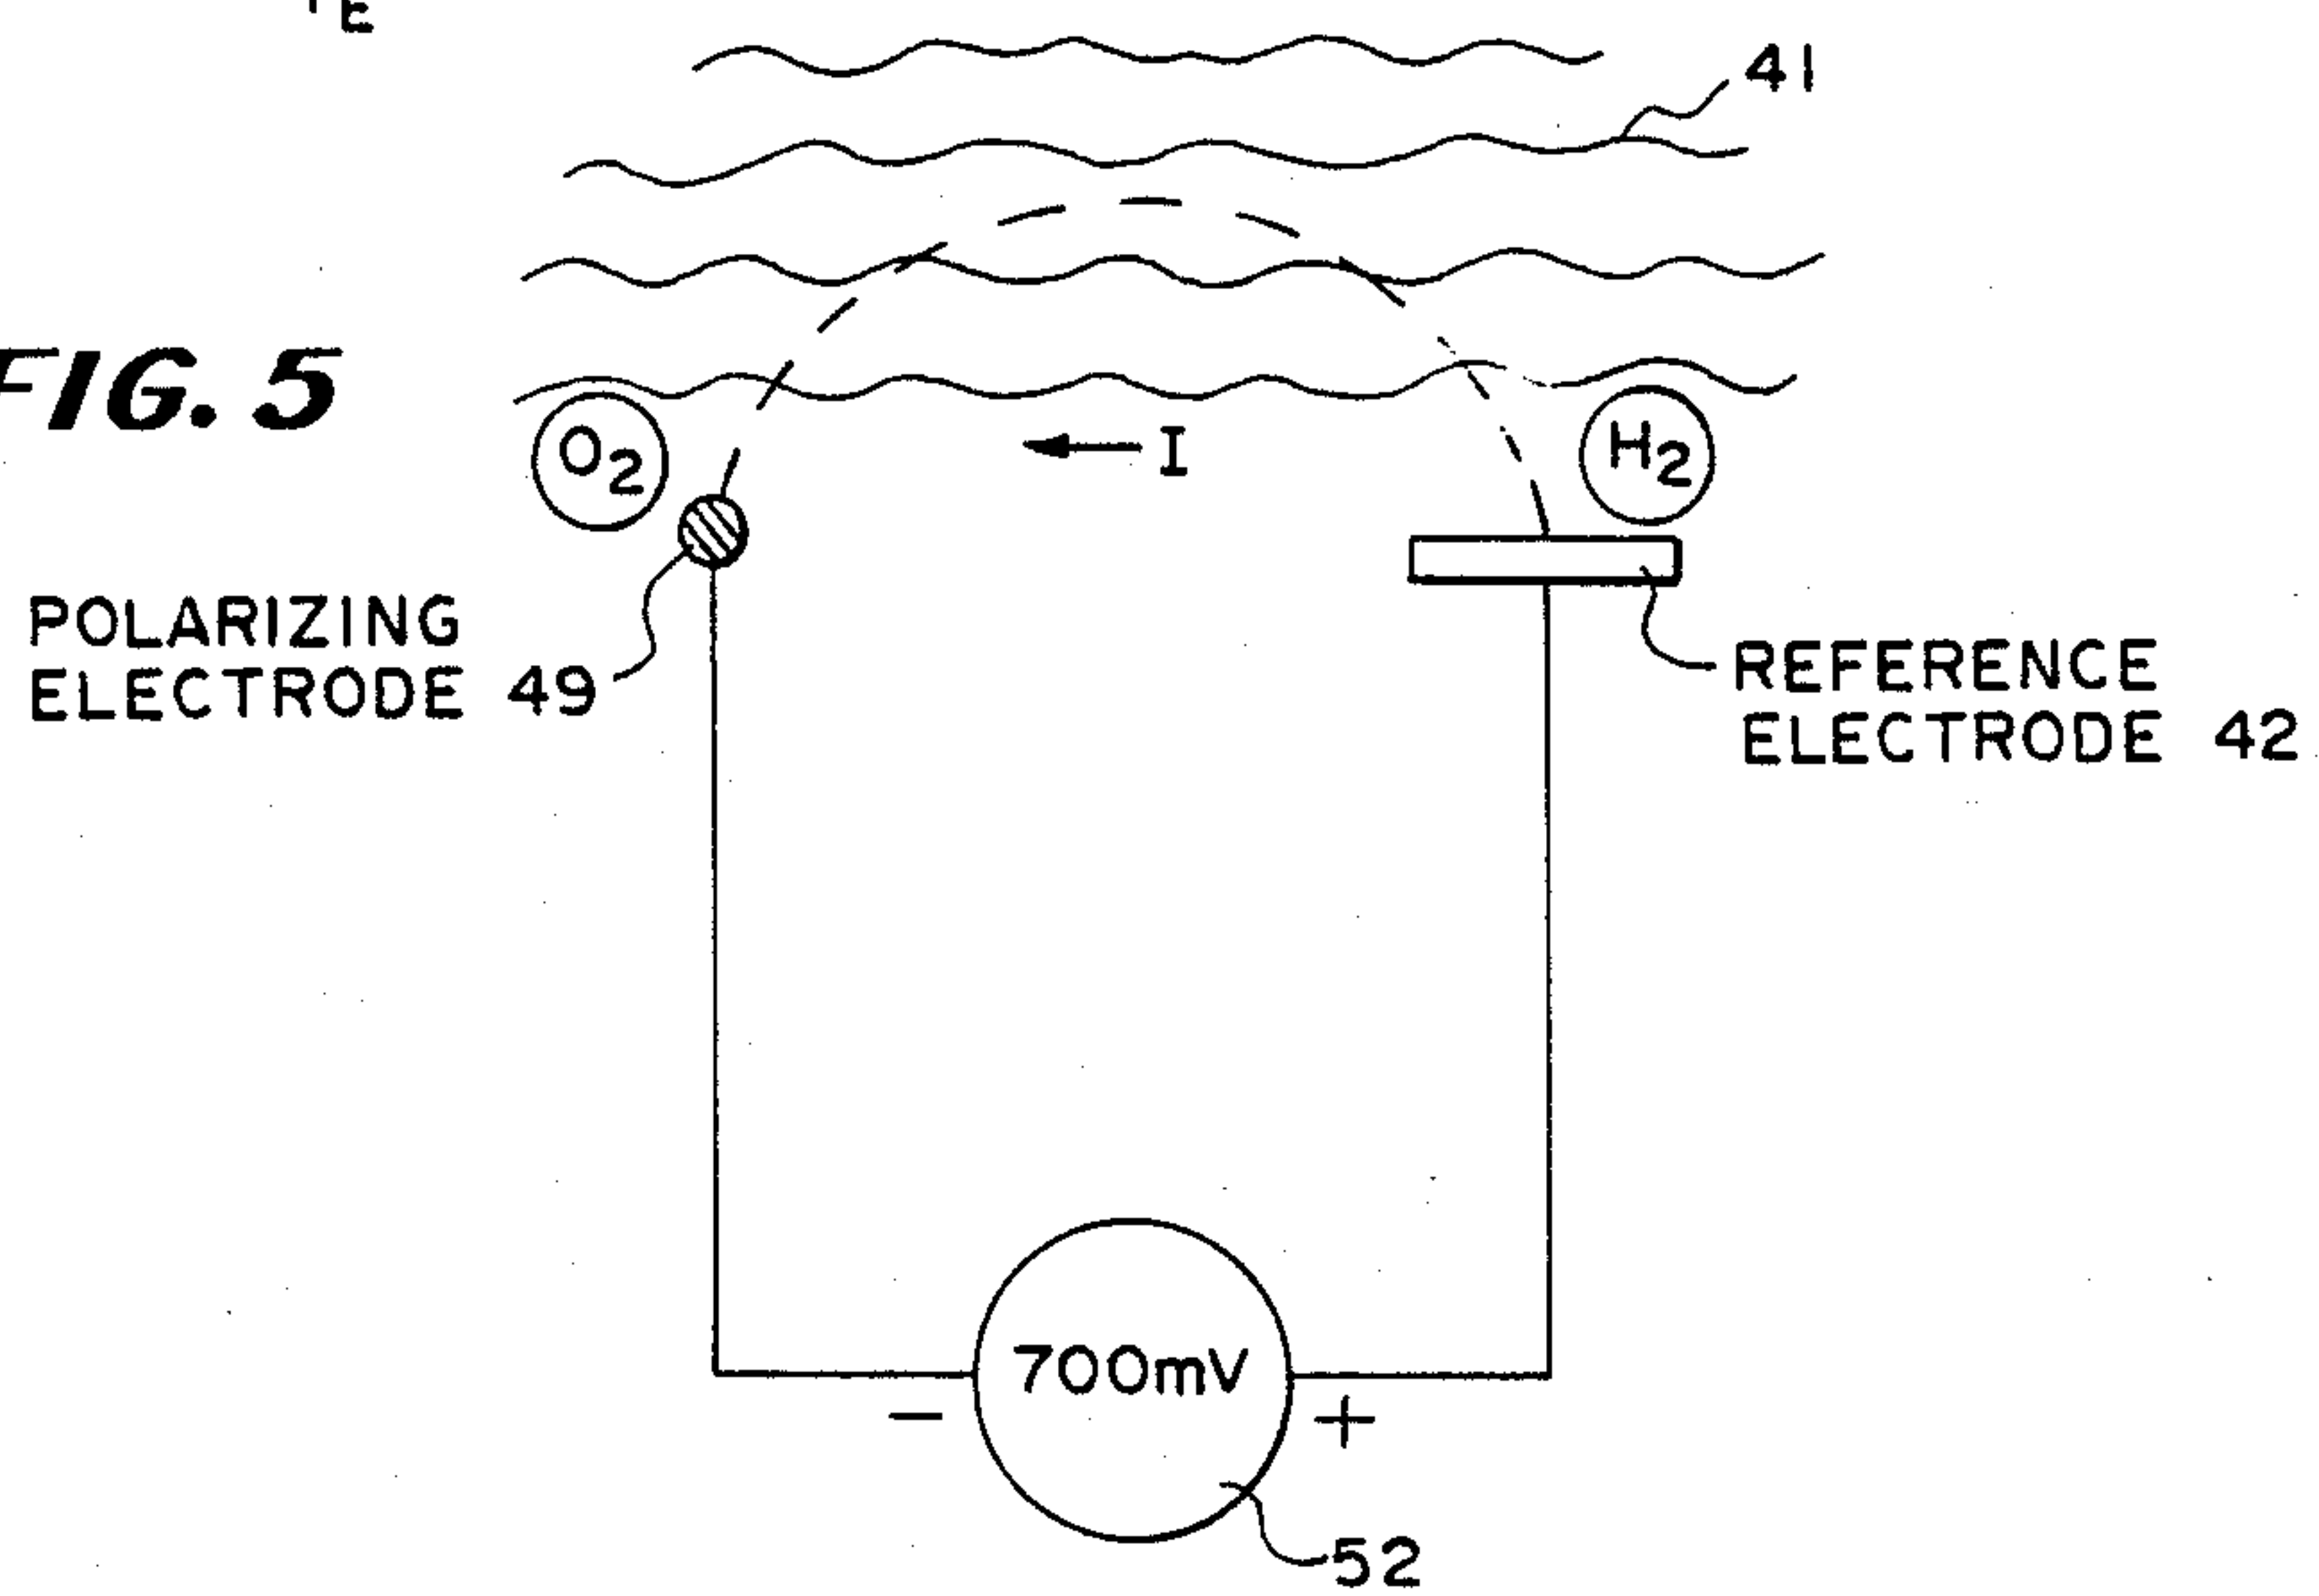 41
FIG. 5
O2
I
H2
POLARIZING
ELECTRODE 49
REFERENCE
ELECTRODE 42
700mV
− +
52